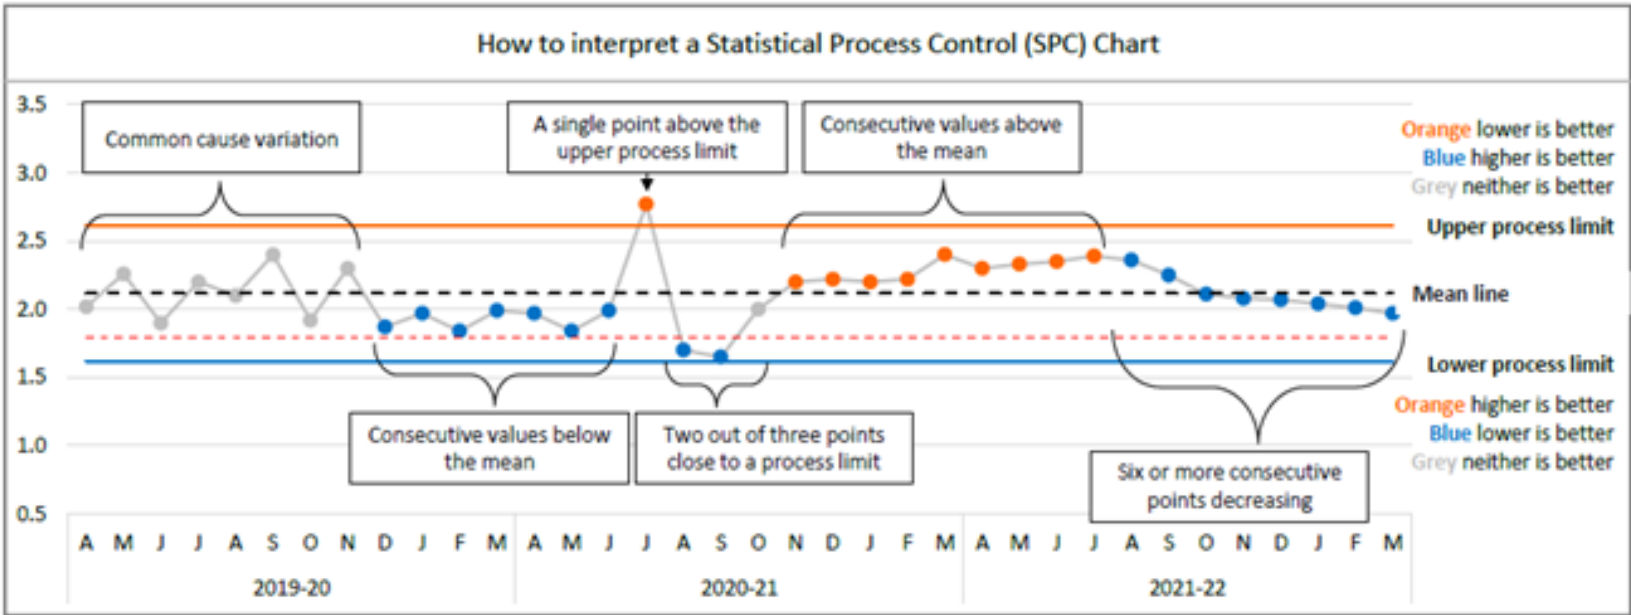 How to interpret a Statistical Process Control (SPC) Chart
3.5
3.0
2.5
2.0
1.5
1.0
0.5
Common cause variation
A single point above the
upper process limit
Consecutive values above
the mean
Orange lower is better
Blue higher is better
Grey neither is better
Upper process limit
Mean line
Lower process limit
Orange higher is better
Blue lower is better
Grey neither is better
Consecutive values below
the mean
Two out of three points
close to a process limit
Six or more consecutive
points decreasing
A M J J A S O N D J F M A M J J A S O N D J F M A M J J A S O N D J F M
2019-20 2020-21 2021-22